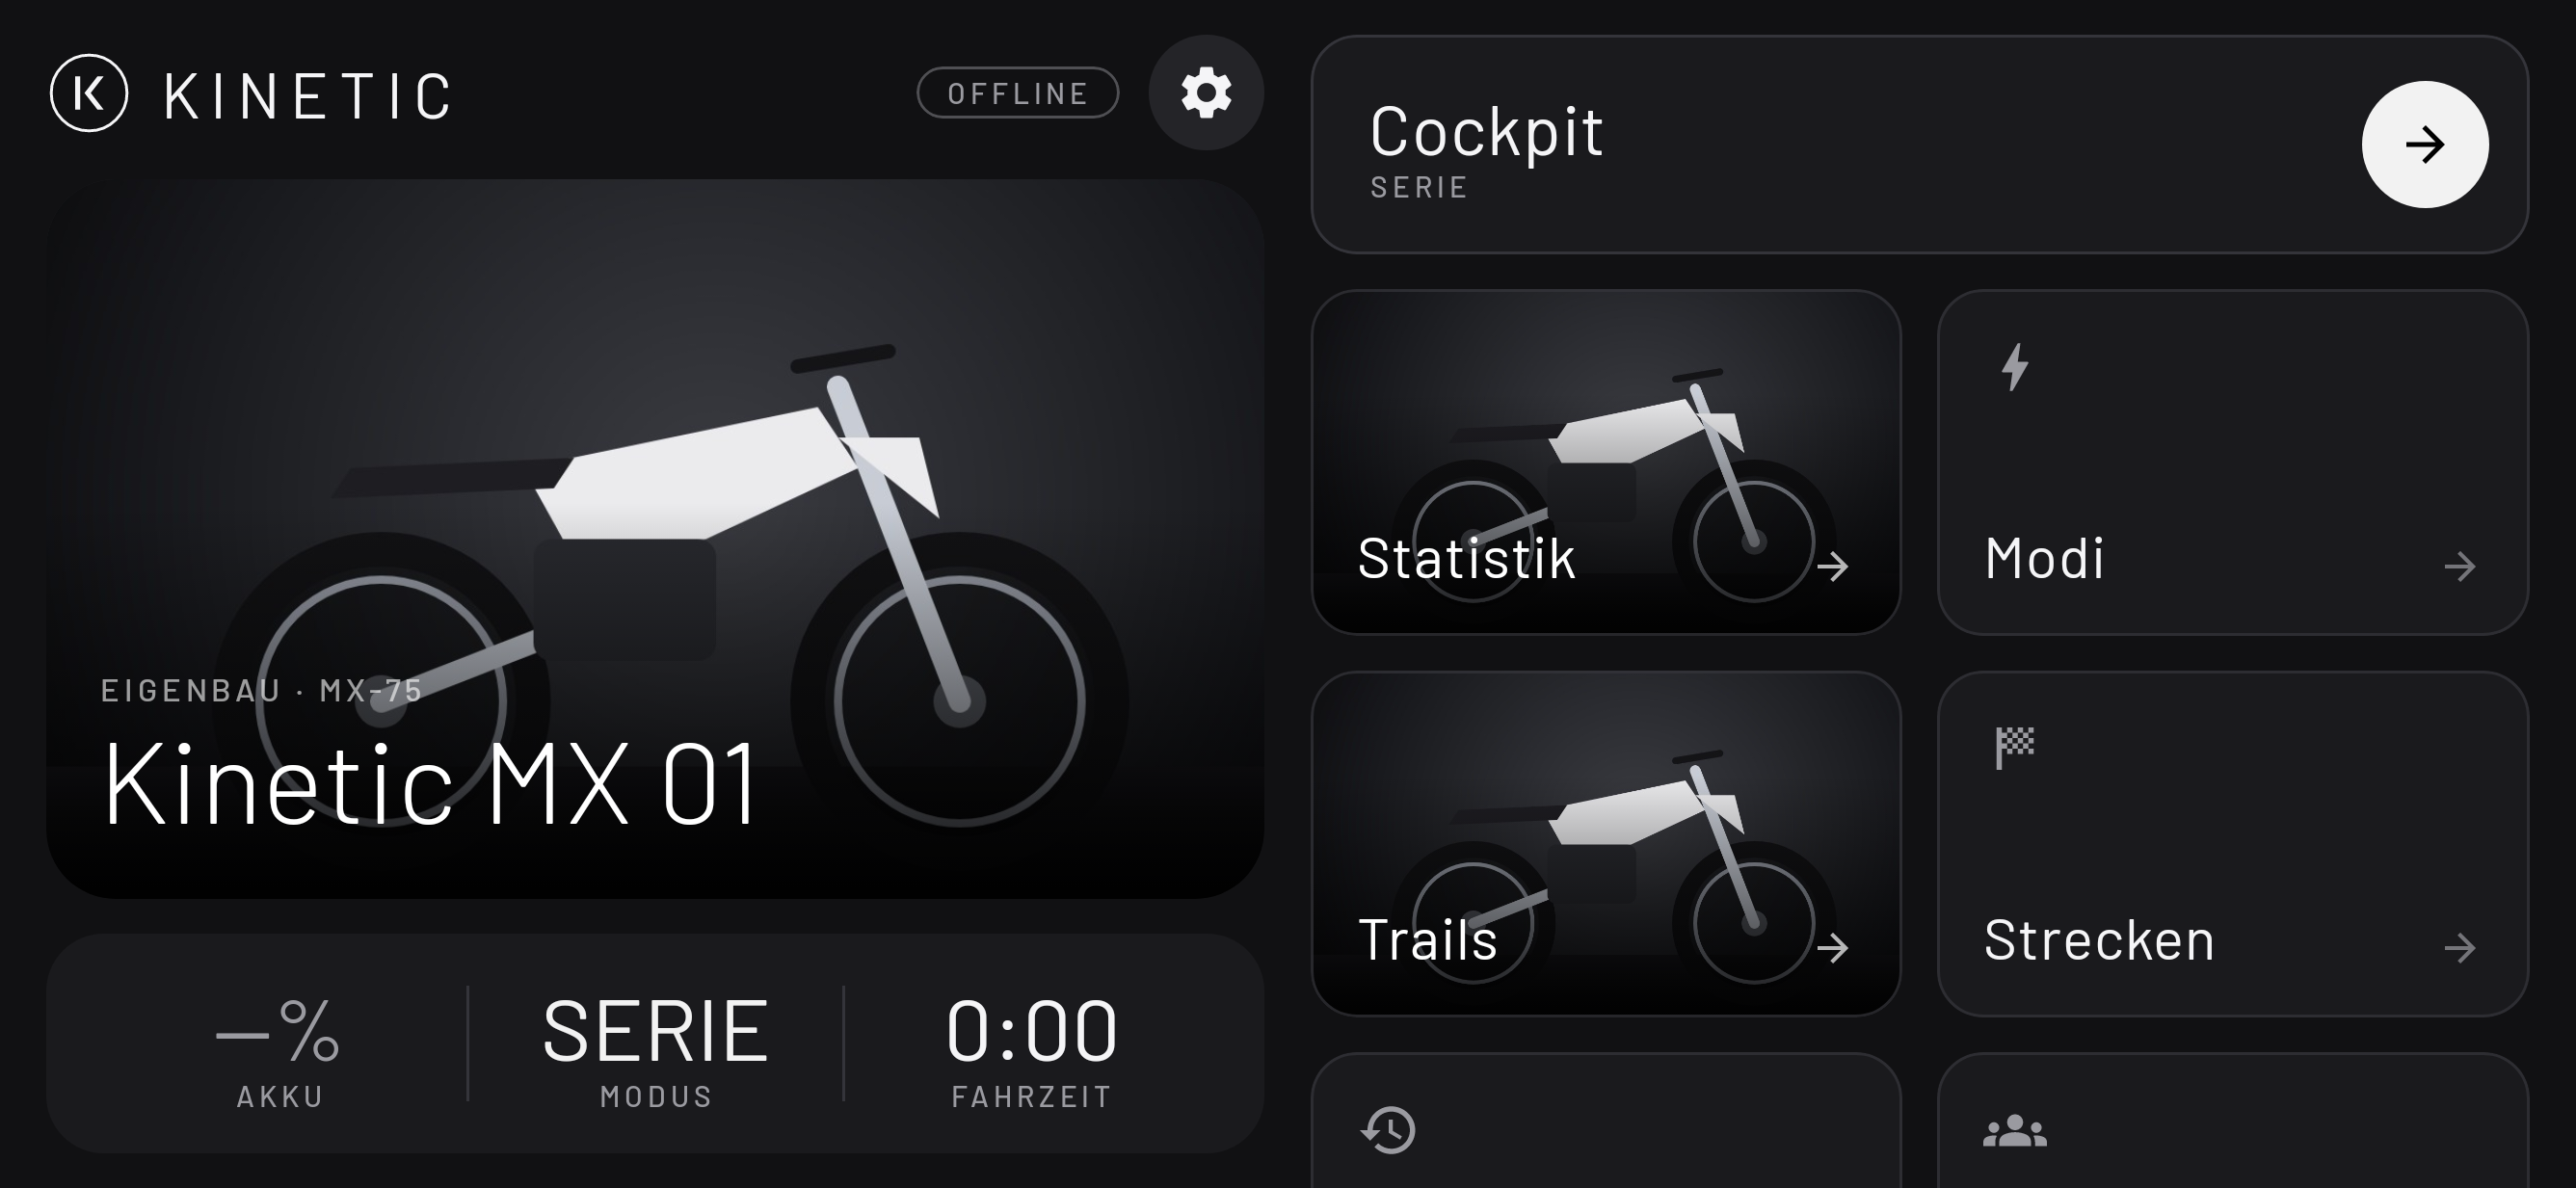 K KINETIC
OFFLINE
EIGENBAU · MX-75
Kinetic MX 01
—%
AKKU
SERIE
MODUS
0:00
FAHRZEIT
Cockpit
SERIE
Statistik
Modi
Trails
Strecken